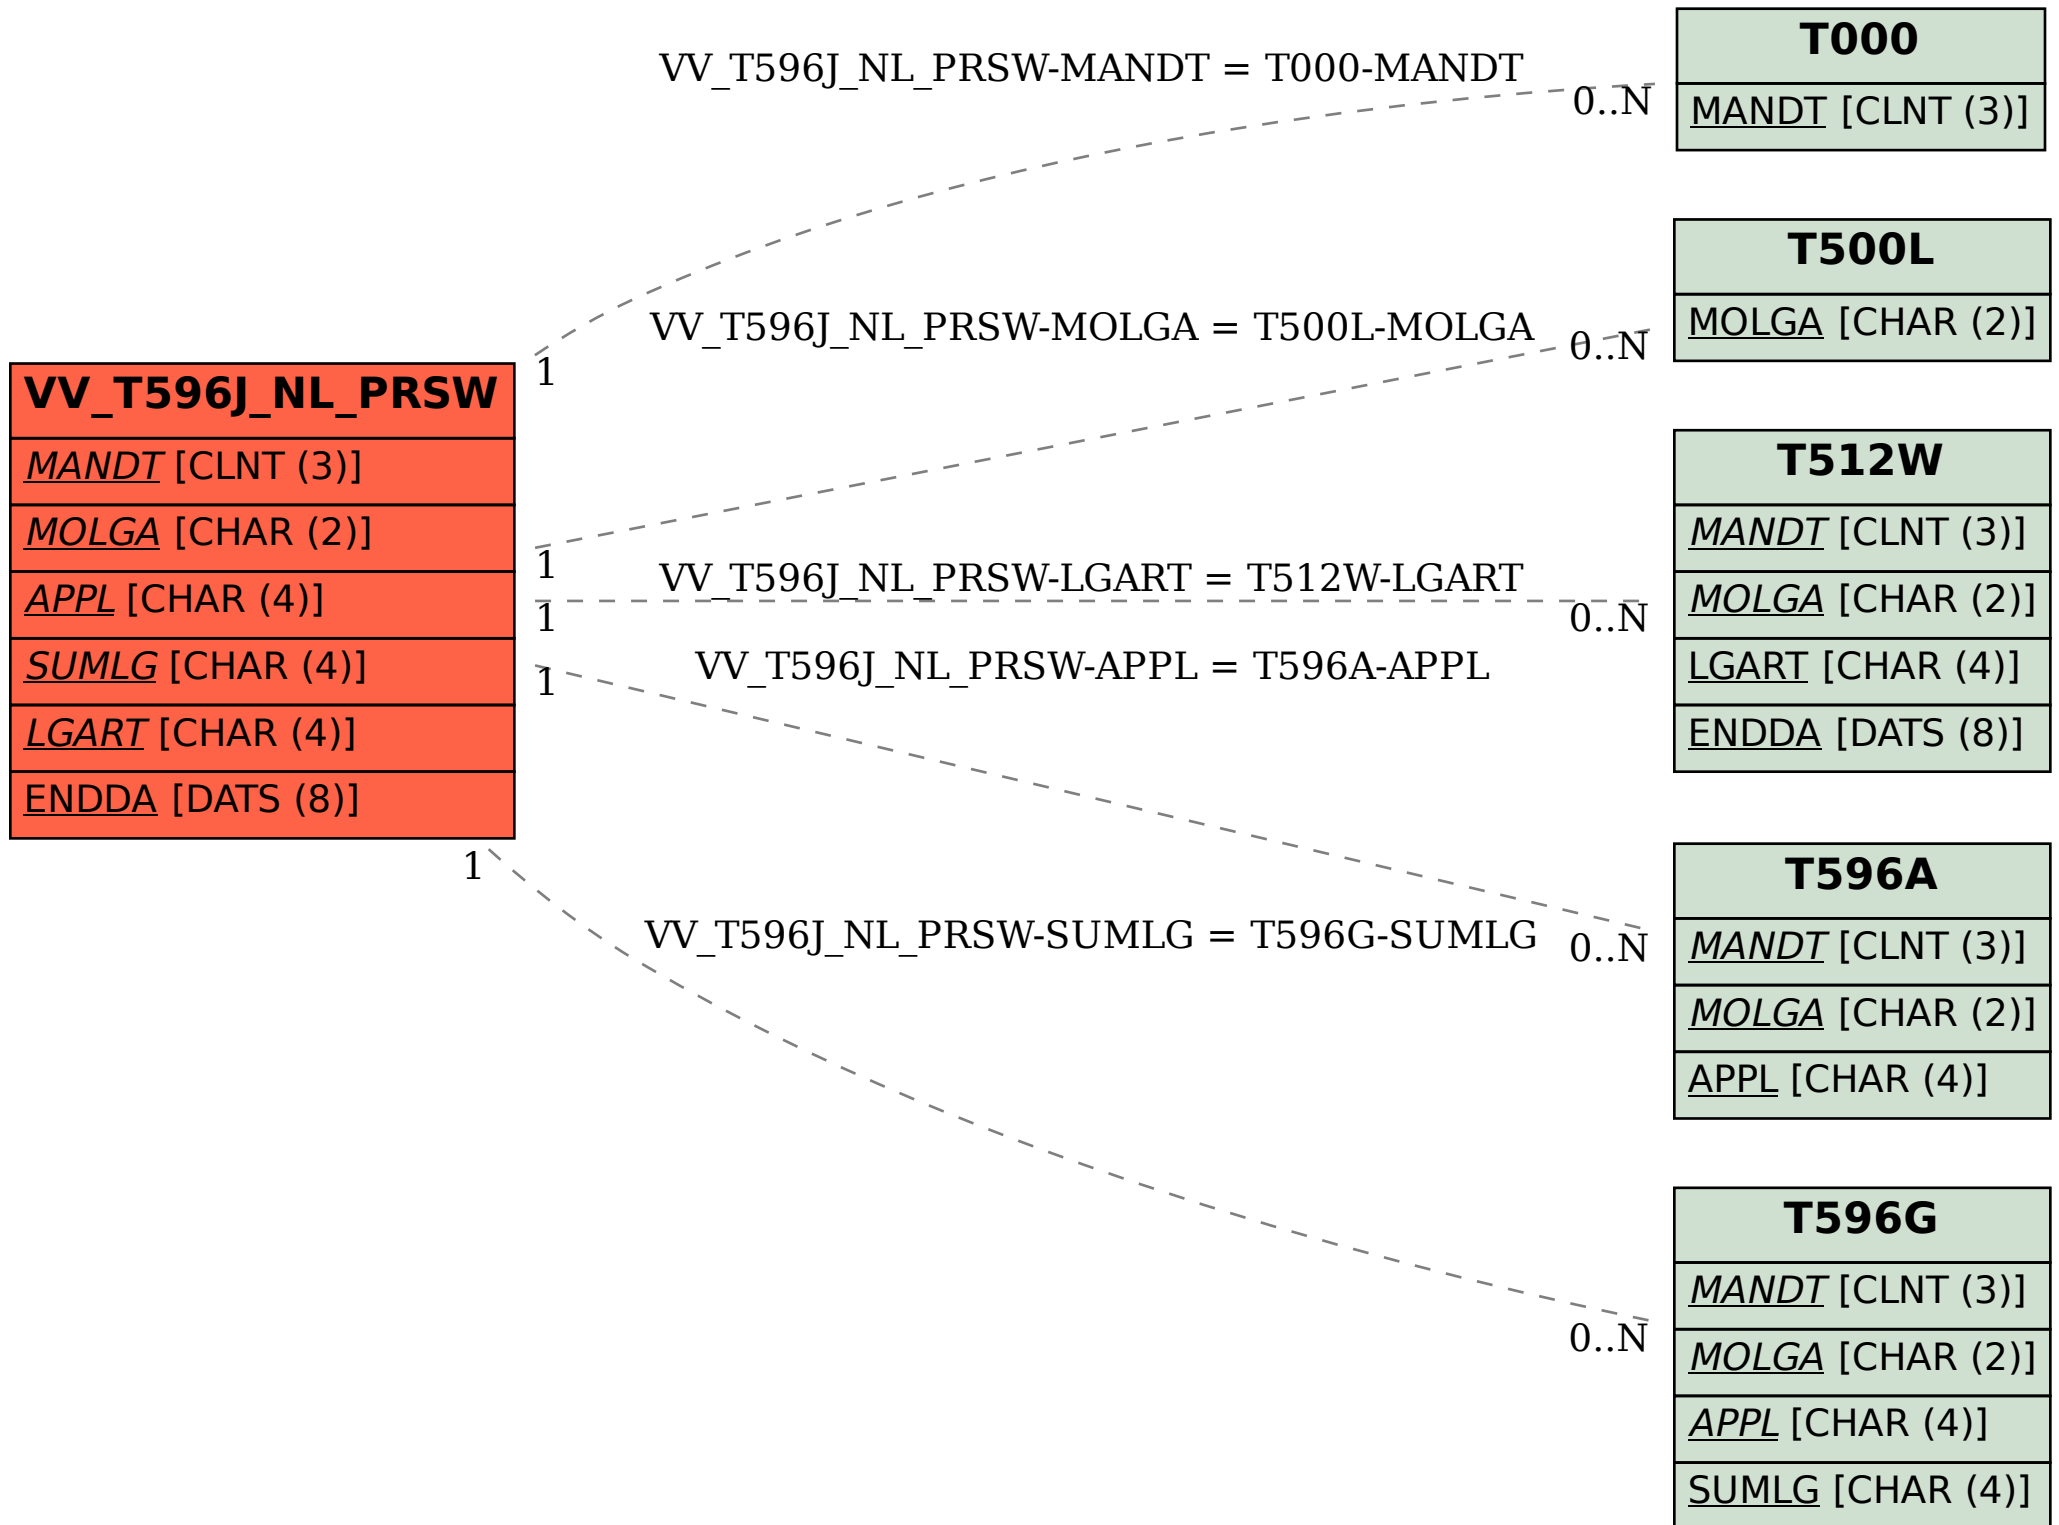 VV_T596J_NL_PRSW
MANDT [CLNT (3)]
MOLGA [CHAR (2)]
APPL [CHAR (4)]
SUMLG [CHAR (4)]
LGART [CHAR (4)]
ENDDA [DATS (8)]
VV_T596J_NL_PRSW-MANDT = T000-MANDT
1
0..N
VV_T596J_NL_PRSW-MOLGA = T500L-MOLGA
1
0..N
VV_T596J_NL_PRSW-LGART = T512W-LGART
1
0..N
VV_T596J_NL_PRSW-APPL = T596A-APPL
1
0..N
VV_T596J_NL_PRSW-SUMLG = T596G-SUMLG
1
0..N
T000
MANDT [CLNT (3)]
T500L
MOLGA [CHAR (2)]
T512W
MANDT [CLNT (3)]
MOLGA [CHAR (2)]
LGART [CHAR (4)]
ENDDA [DATS (8)]
T596A
MANDT [CLNT (3)]
MOLGA [CHAR (2)]
APPL [CHAR (4)]
T596G
MANDT [CLNT (3)]
MOLGA [CHAR (2)]
APPL [CHAR (4)]
SUMLG [CHAR (4)]